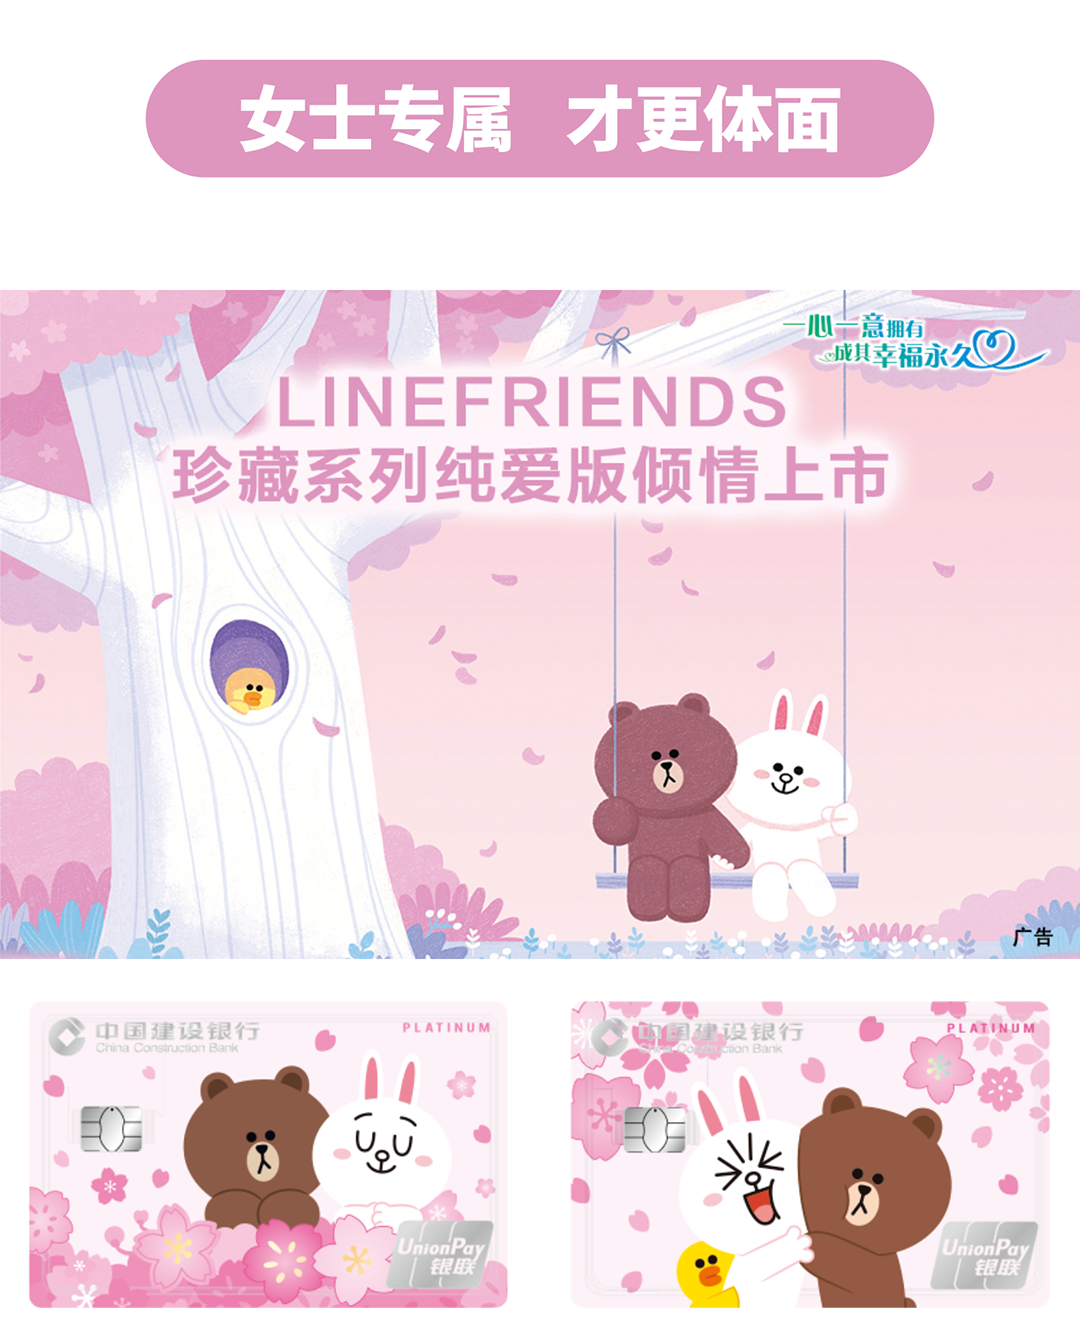 女士专属 才更体面
一心一意拥有
成其幸福永久
LINEFRIENDS
珍藏系列纯爱版倾情上市
广告
中国建设银行
China Construction Bank
PLATINUM
UnionPay
银联
中国建设银行
China Construction Bank
PLATINUM
UnionPay
银联